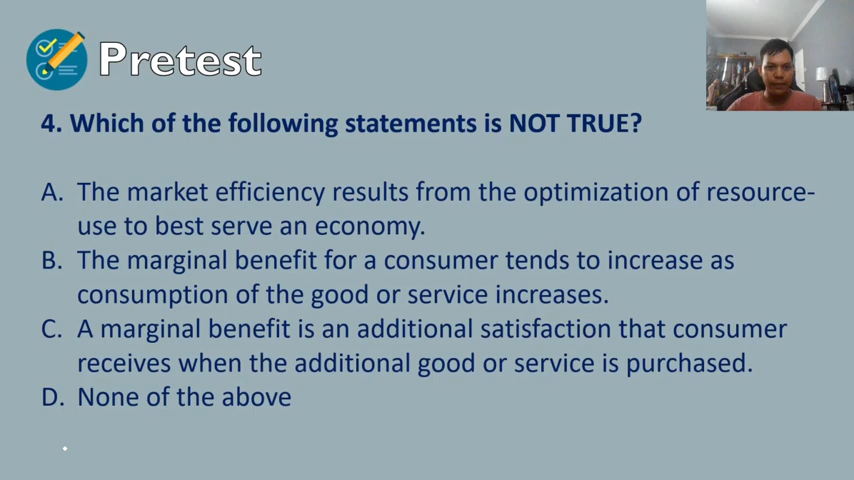 Pretest
4. Which of the following statements is NOT TRUE?
A. The market efficiency results from the optimization of resource-
use to best serve an economy.
B. The marginal benefit for a consumer tends to increase as
consumption of the good or service increases.
C. A marginal benefit is an additional satisfaction that consumer
receives when the additional good or service is purchased.
D. None of the above